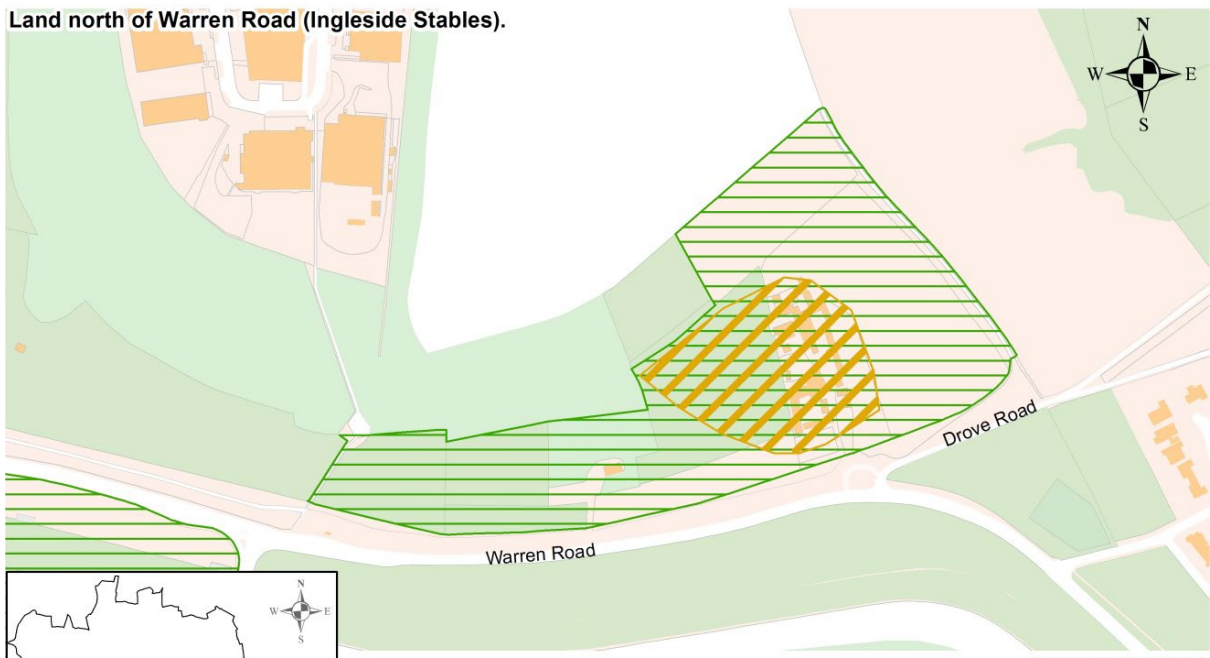 Land north of Warren Road (Ingleside Stables).
N
W E
S
Drove Road
Warren Road
N
W E
S